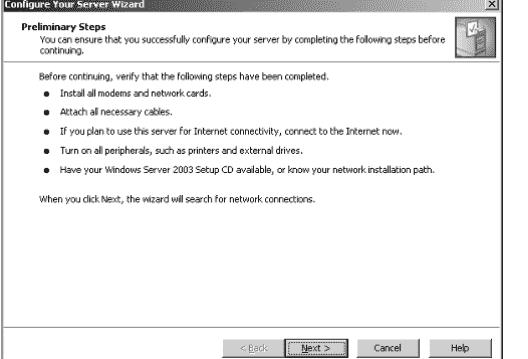 Configure Your Server Wizard
Preliminary Steps
You can ensure that you successfully configure your server by completing the following steps before
continuing.
Before continuing, verify that the following steps have been completed.
Install all modems and network cards.
Attach all necessary cables.
If you plan to use this server for Internet connectivity, connect to the Internet now.
Turn on all peripherals, such as printers and external drives.
Have your Windows Server 2003 Setup CD available, or know your network installation path.
When you click Next, the wizard will search for network connections.
< Back Next > Cancel Help